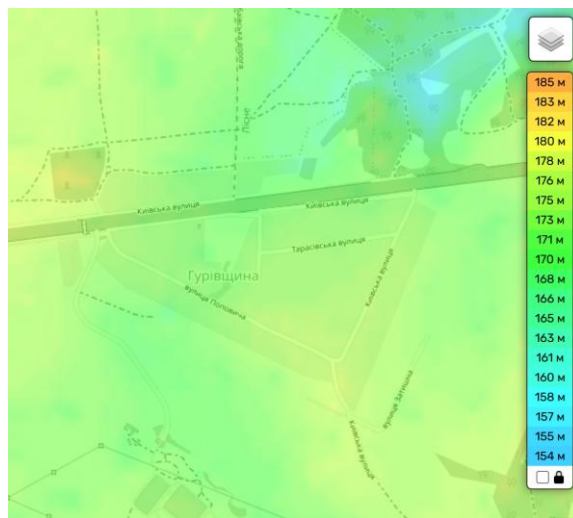 Лісне
Київська вулиця
Київська вулиця
Тарасівська вулиця
Гурівщина
Київська вулиця
вулиця Поповича
вулиця Затишна
Київська вулиця
185 м
183 м
182 м
180 м
178 м
176 м
175 м
173 м
171 м
170 м
168 м
166 м
165 м
163 м
161 м
160 м
158 м
157 м
155 м
154 м